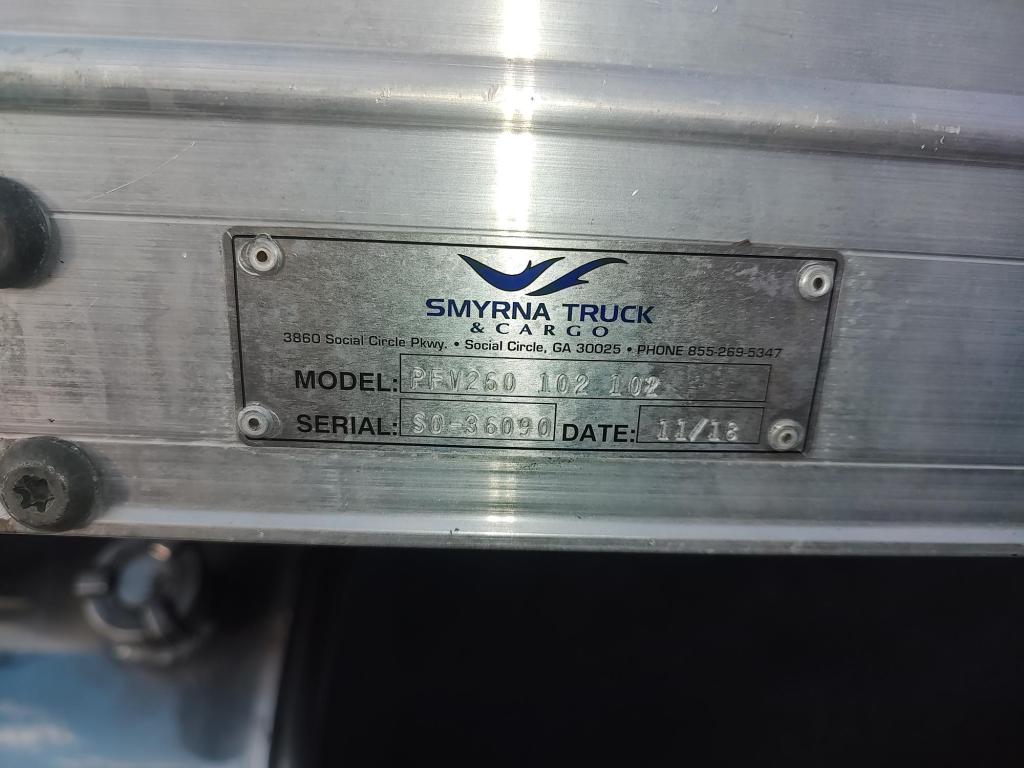 SMYRNA TRUCK
& CARGO
3860 Social Circle Pkwy. • Social Circle, GA 30025 • PHONE 855-269-5347
MODEL: PFV260 102 102
SERIAL: SO-36090 DATE: 11/18